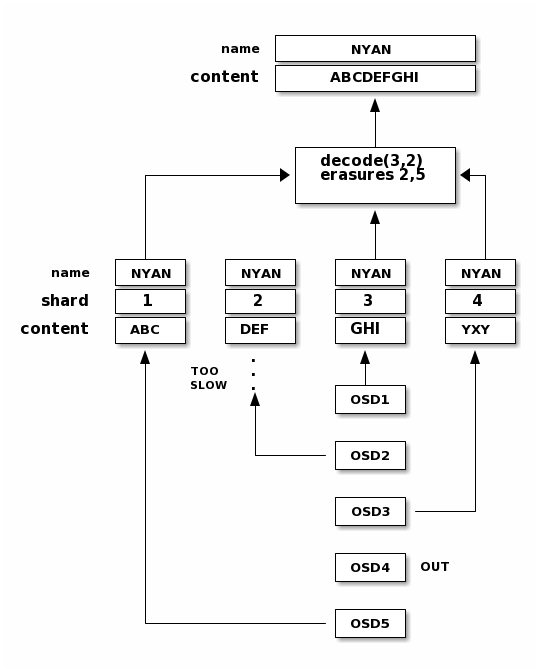 name NYAN
content ABCDEFGHI
decode(3,2)
erasures 2,5
name NYAN NYAN NYAN NYAN
shard 1 2 3 4
content ABC DEF GHI YXY
TOO
SLOW
OSD1
OSD2
OSD3
OSD4 OUT
OSD5